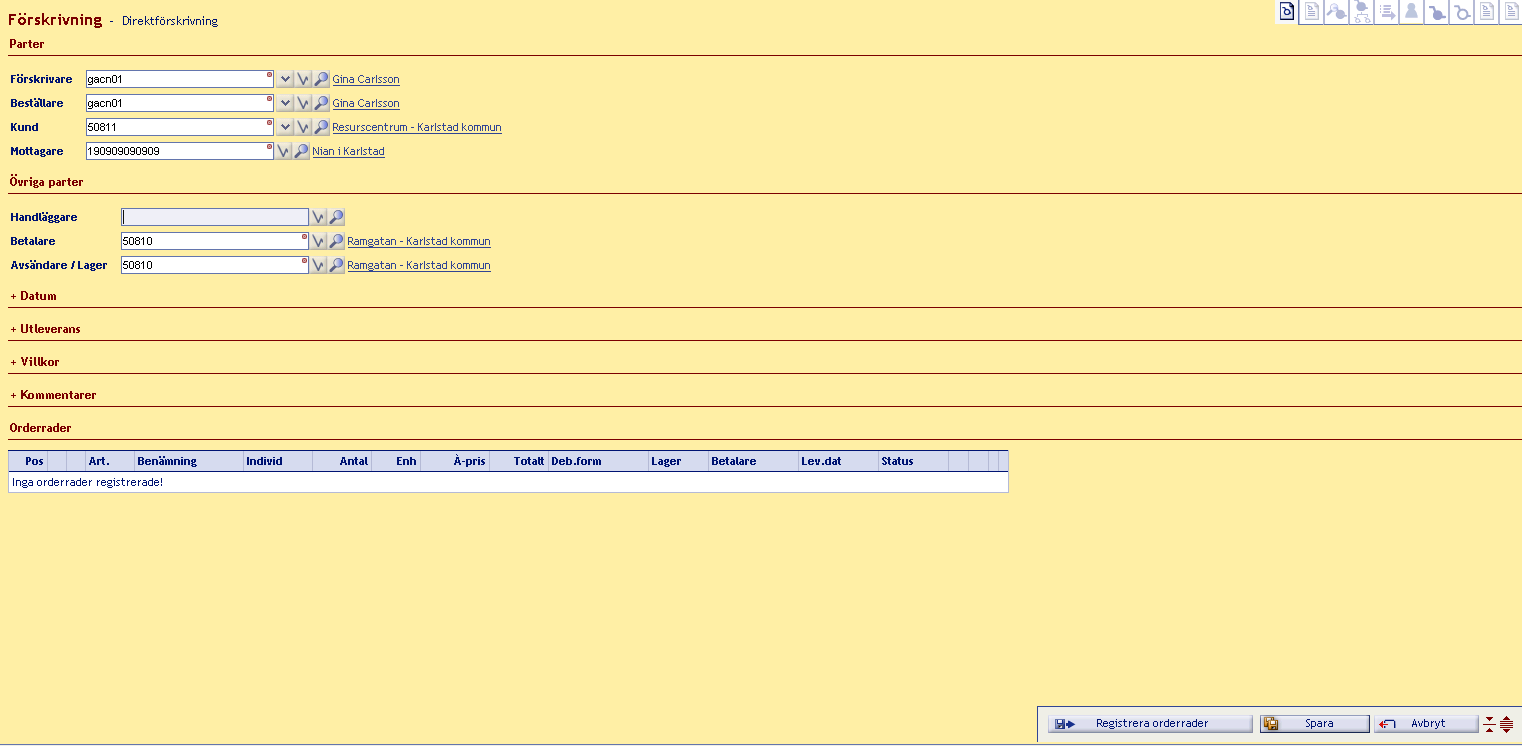 Förskrivning - Direktförskrivning
Parter
Förskrivare gacn01 Gina Carlsson
Beställare gacn01 Gina Carlsson
Kund 50811 Resurscentrum - Karlstad kommun
Mottagare 190909090909 Nian i Karlstad
Övriga parter
Handläggare
Betalare 50810 Ramgatan - Karlstad kommun
Avsändare / Lager 50810 Ramgatan - Karlstad kommun
+ Datum
+ Utleverans
+ Villkor
+ Kommentarer
Orderrader
Pos Art. Benämning Individ Antal Enh À-pris Totalt Deb.form Lager Betalare Lev.dat Status
Inga orderrader registrerade!
Registrera orderrader Spara Avbryt